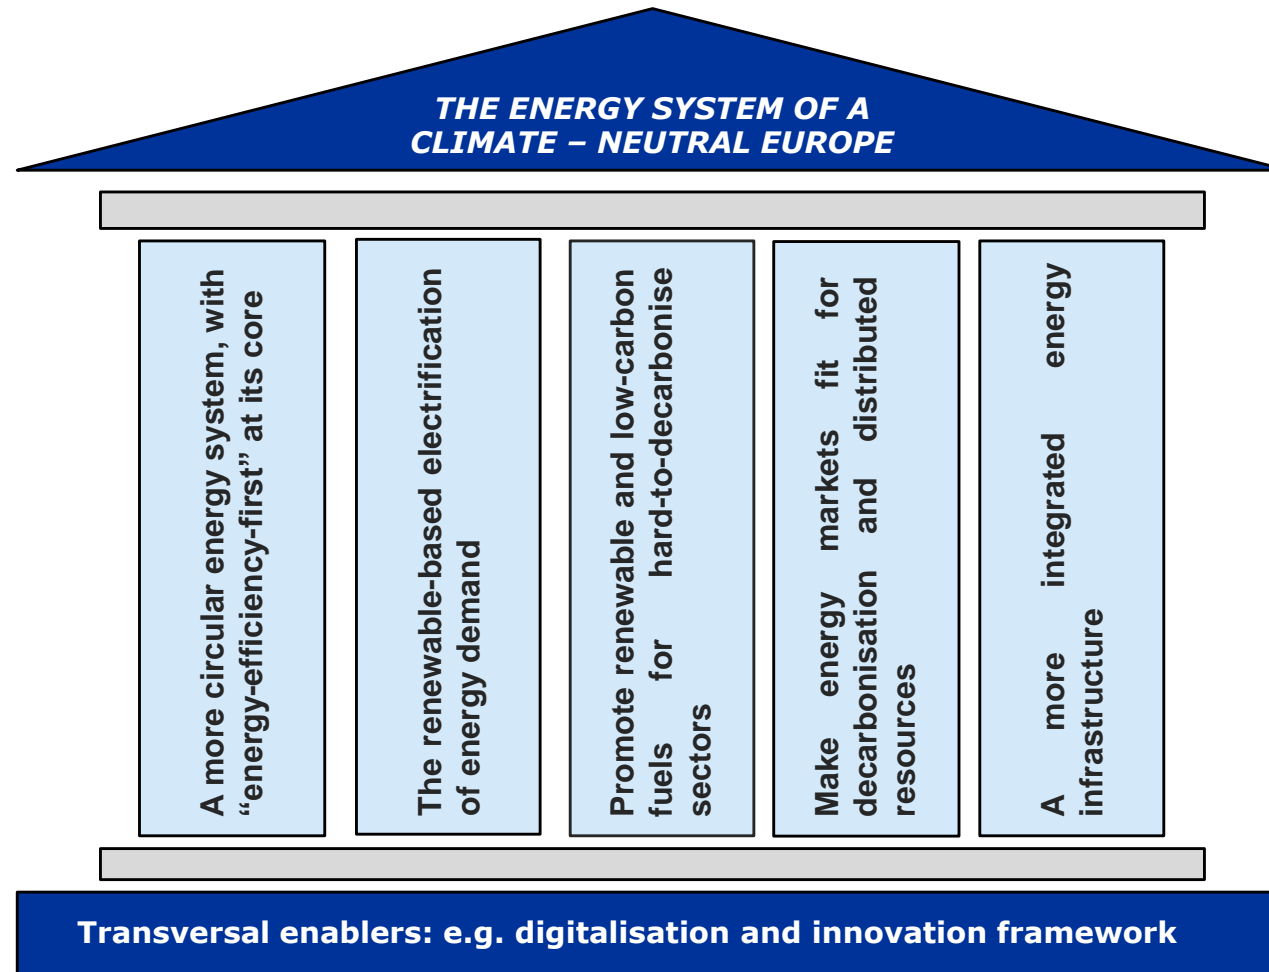 THE ENERGY SYSTEM OF A
CLIMATE – NEUTRAL EUROPE
A more circular energy system, with
“energy-efficiency-first” at its core
The renewable-based electrification
of energy demand
Promote renewable and low-carbon
fuels for hard-to-decarbonise
sectors
Make energy markets fit for
decarbonisation and distributed
resources
A more integrated energy
infrastructure
Transversal enablers: e.g. digitalisation and innovation framework